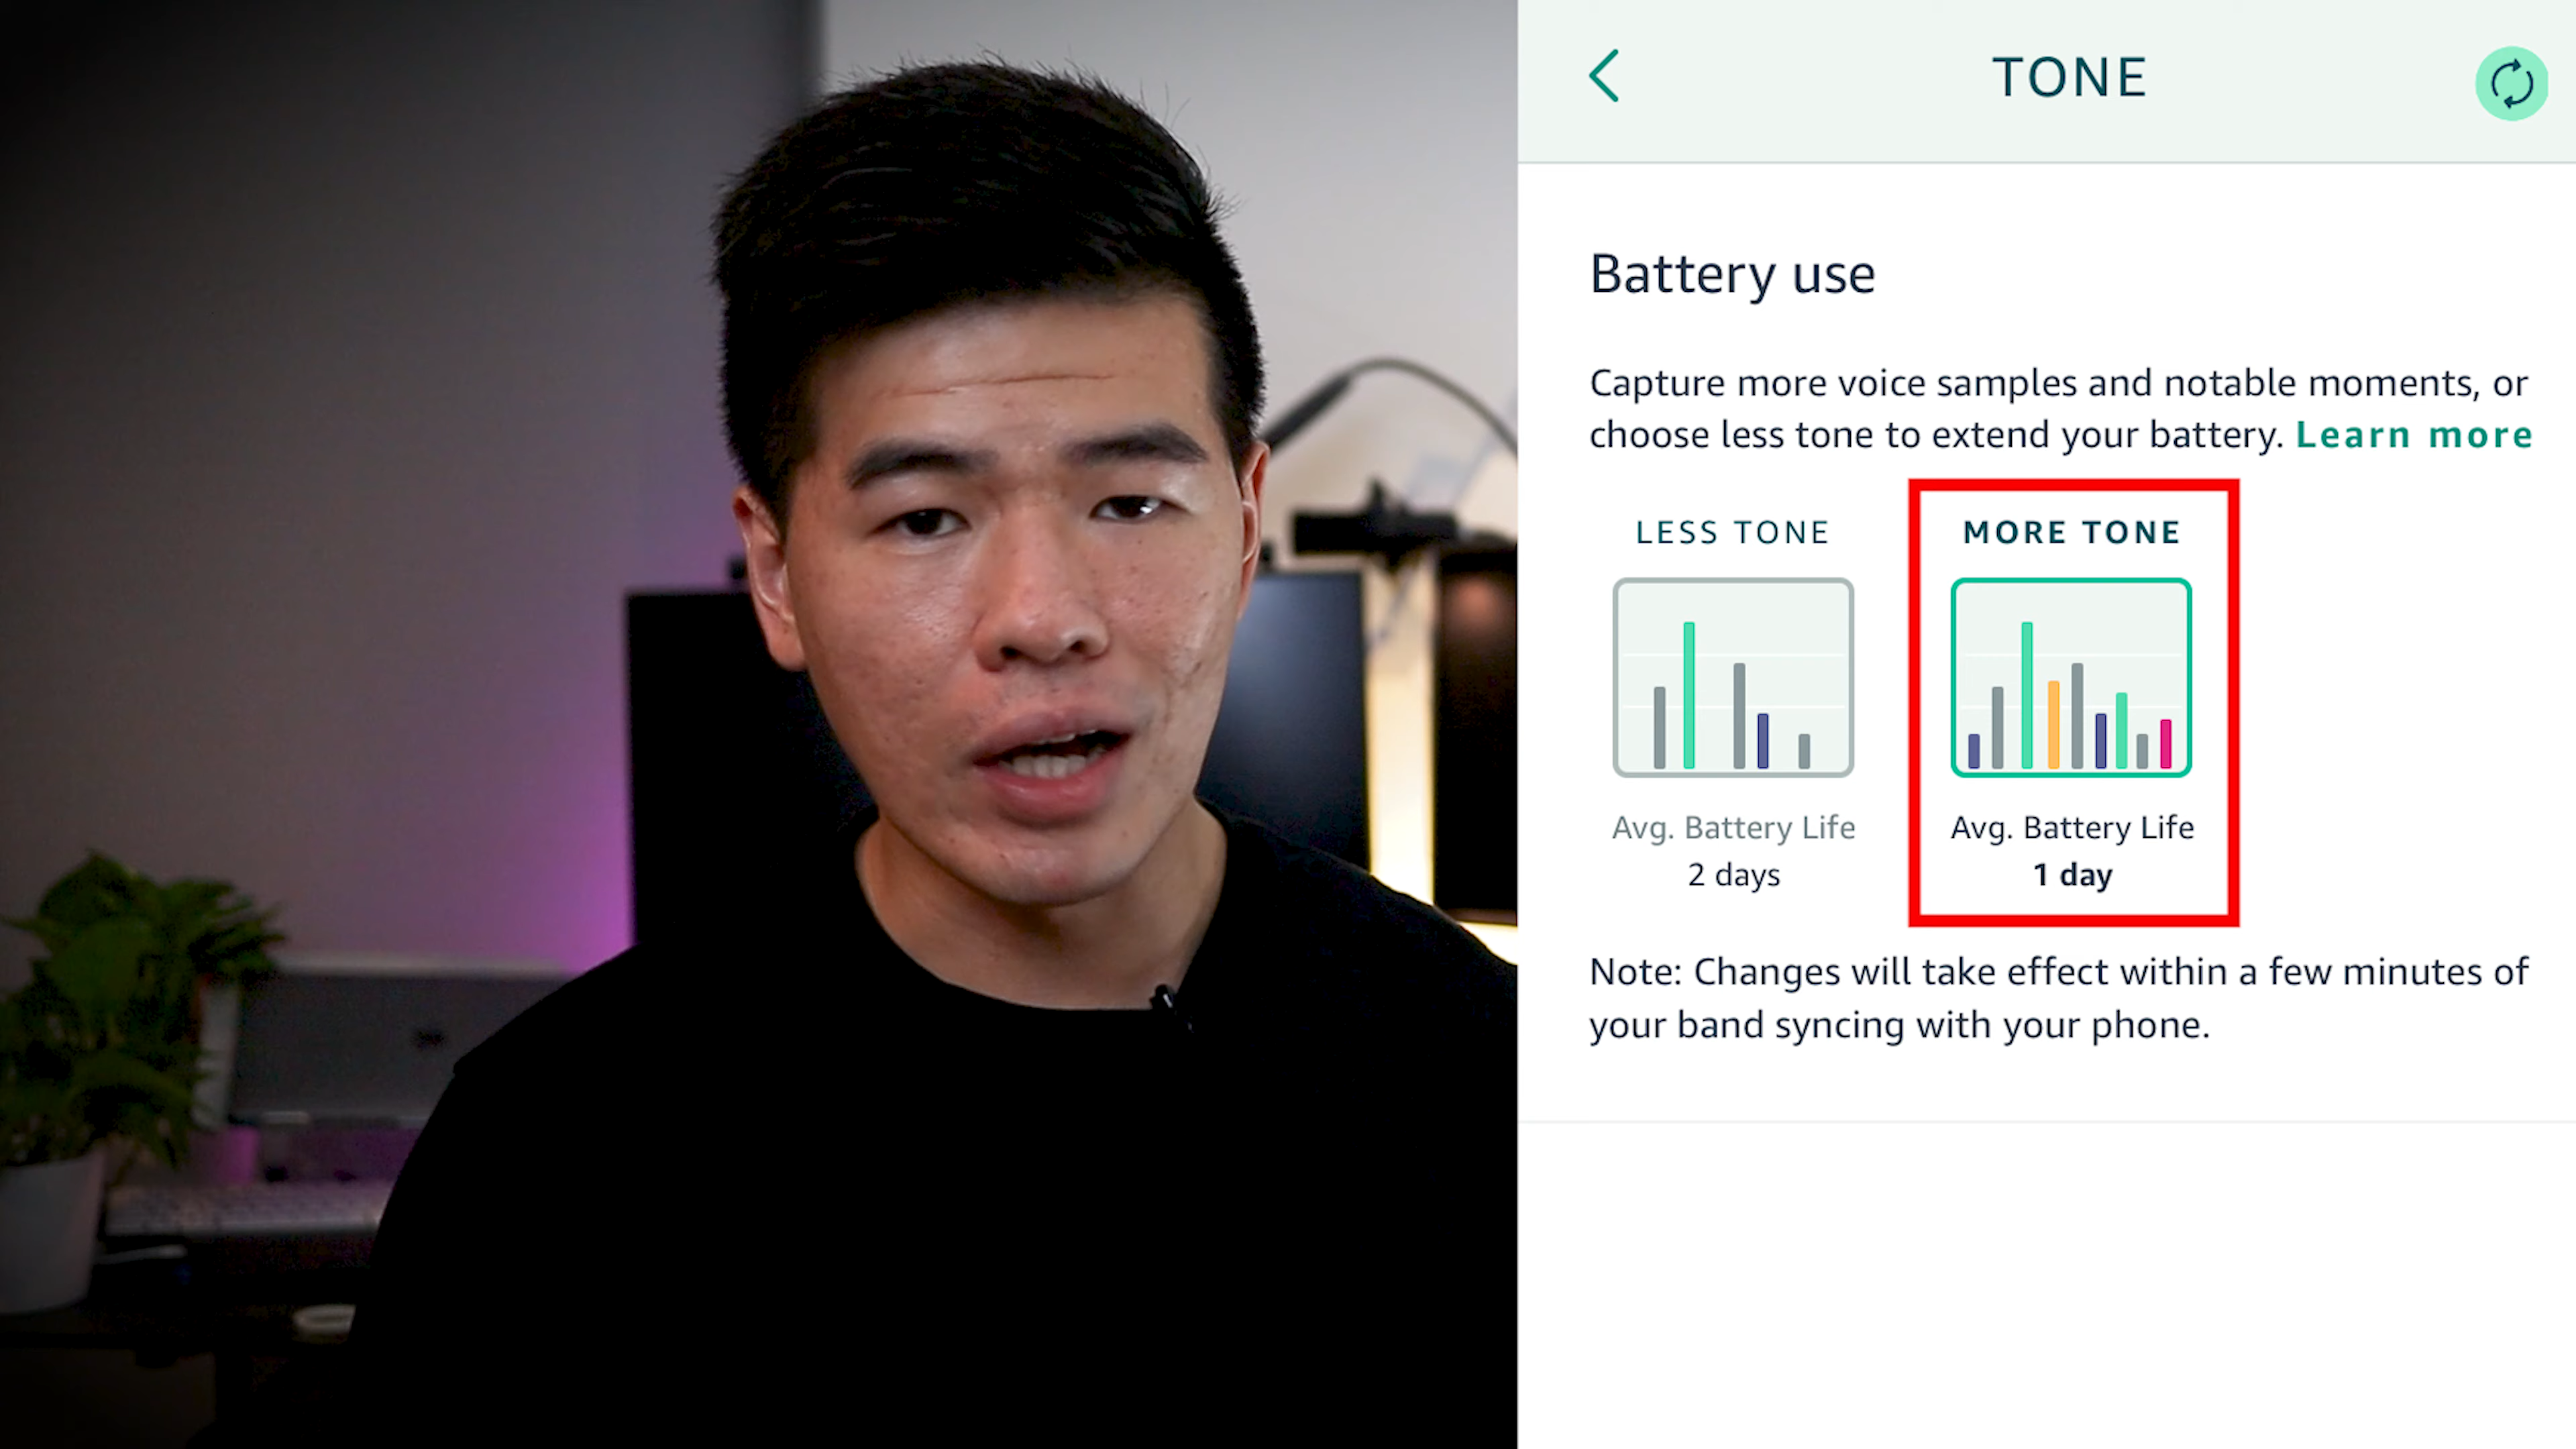 TONE
Battery use
Capture more voice samples and notable moments, or
choose less tone to extend your battery. Learn more
LESS TONE
MORE TONE
Avg. Battery Life
2 days
Avg. Battery Life
1 day
Note: Changes will take effect within a few minutes of
your band syncing with your phone.